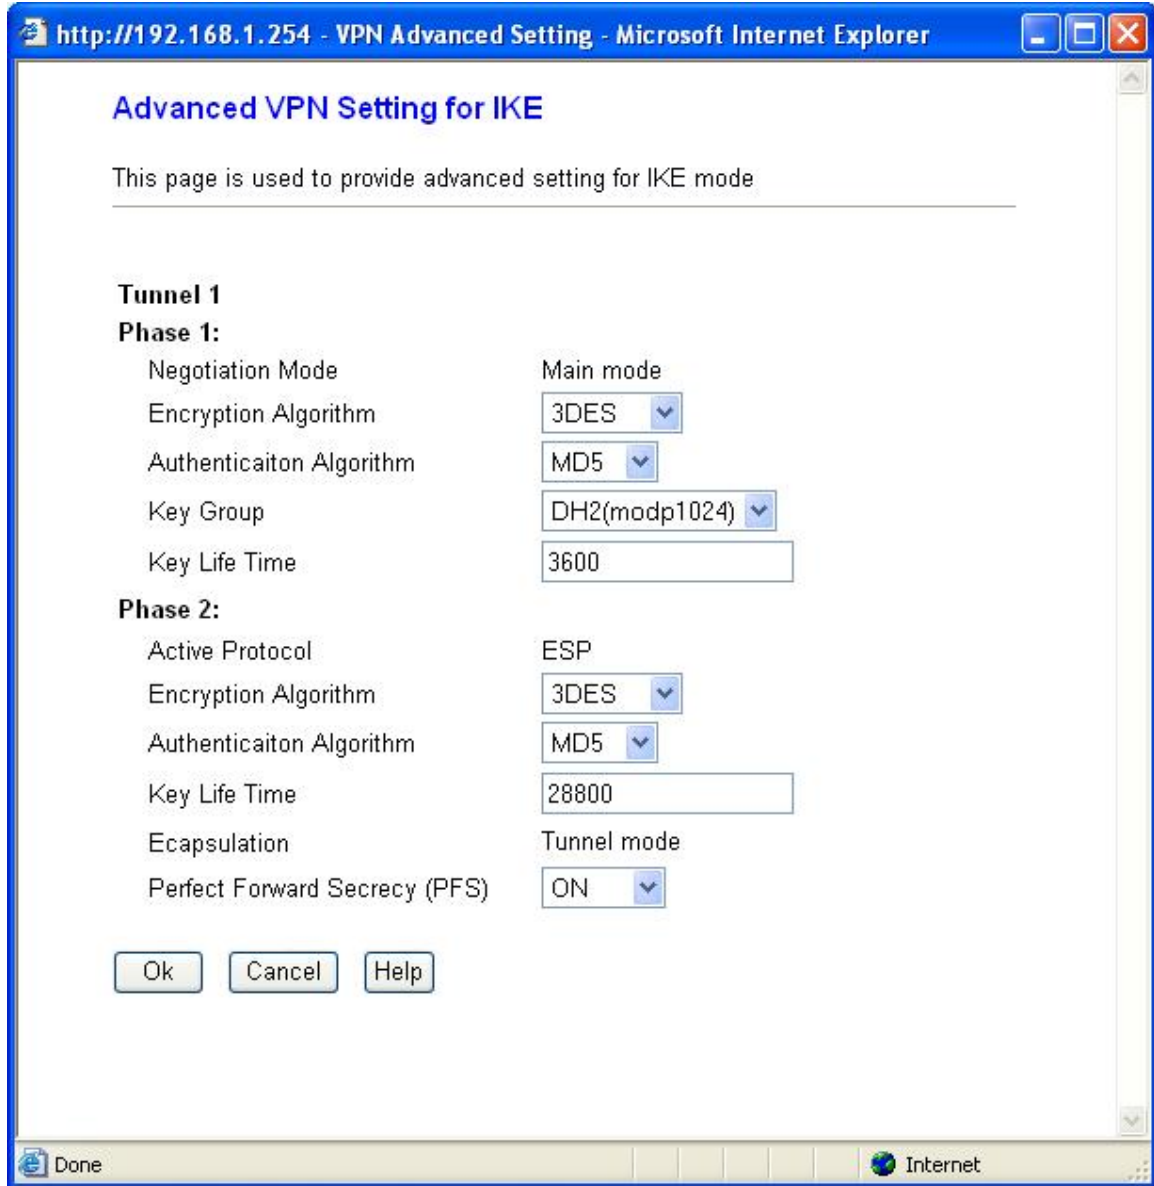 http://192.168.1.254 - VPN Advanced Setting - Microsoft Internet Explorer
Advanced VPN Setting for IKE
This page is used to provide advanced setting for IKE mode
Tunnel 1
Phase 1:
Negotiation Mode Main mode
Encryption Algorithm 3DES
Authenticaiton Algorithm MD5
Key Group DH2(modp1024)
Key Life Time 3600
Phase 2:
Active Protocol ESP
Encryption Algorithm 3DES
Authenticaiton Algorithm MD5
Key Life Time 28800
Ecapsulation Tunnel mode
Perfect Forward Secrecy (PFS) ON
Ok Cancel Help
Done Internet